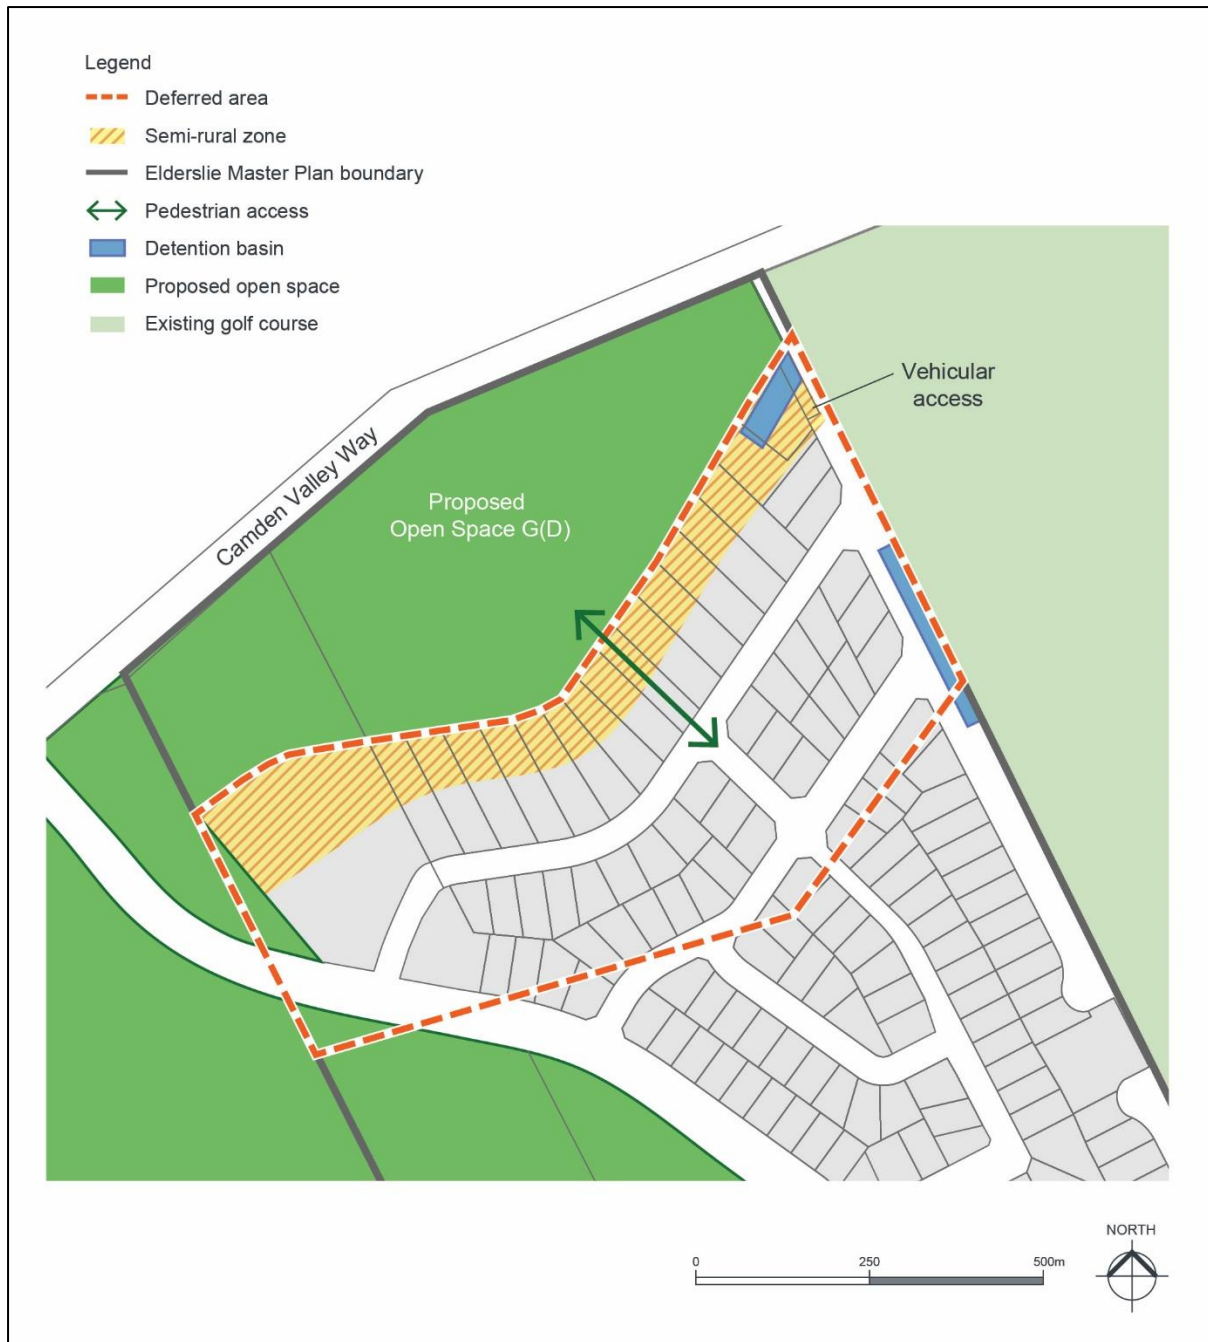 Legend
Deferred area
Semi-rural zone
Elderslie Master Plan boundary
Pedestrian access
Detention basin
Proposed open space
Existing golf course
Camden Valley Way
Vehicular
access
Proposed
Open Space G(D)
NORTH
0 250 500m